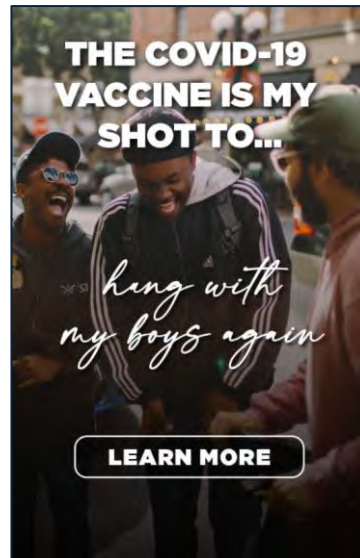 THE COVID-19
VACCINE IS MY
SHOT TO...
hang with
my boys again
LEARN MORE